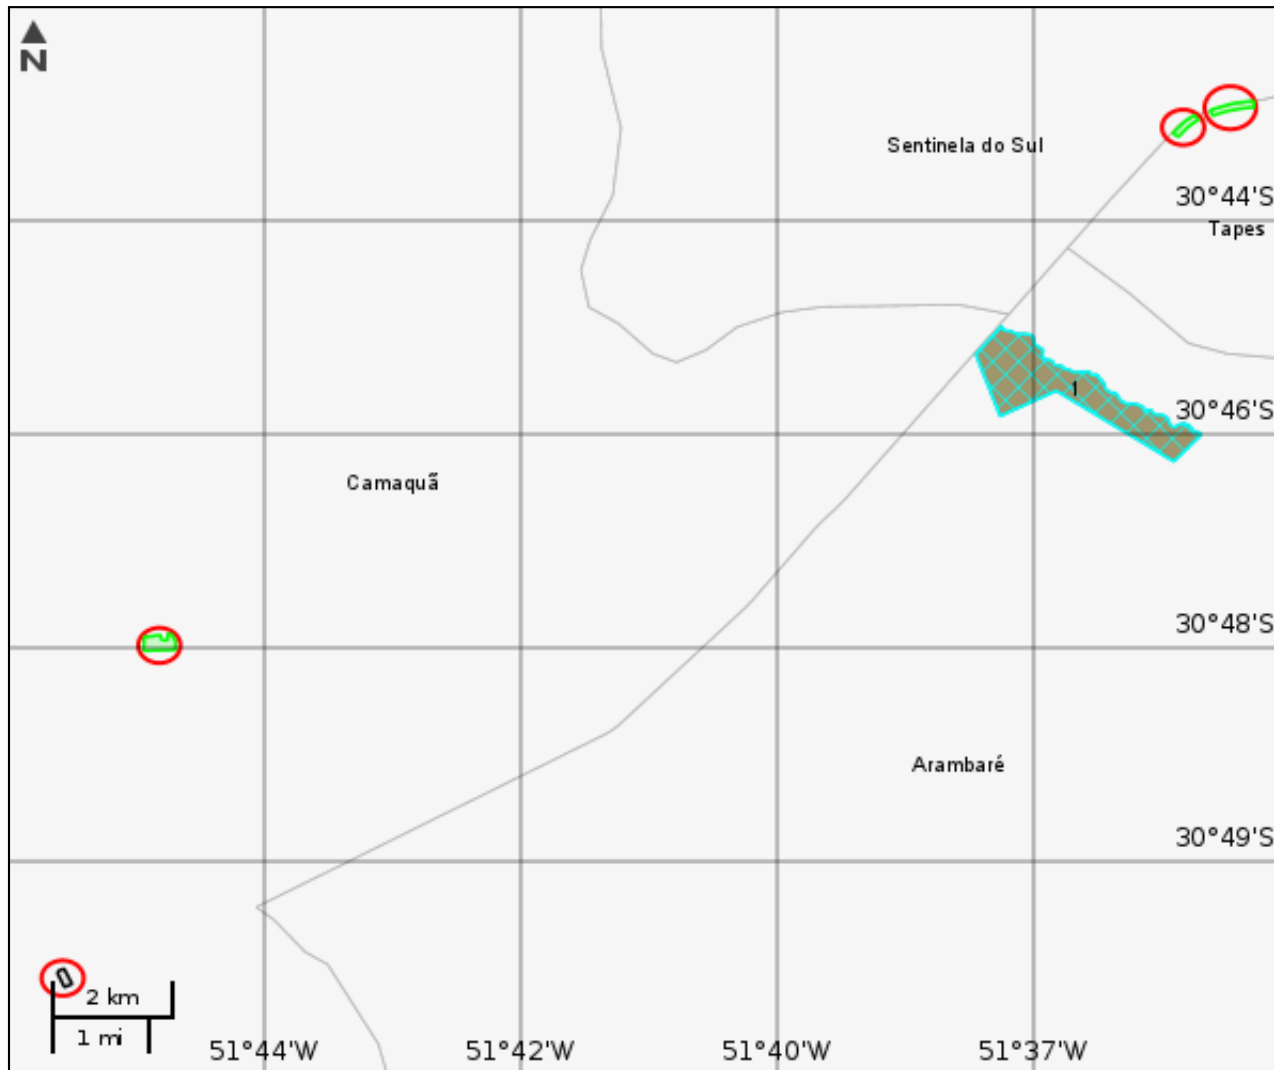 N
Sentinela do Sul
30°44'S
Tapes
1
30°46'S
Camaquã
30°48'S
Arambaré
30°49'S
2 km
1 mi
51°44'W
51°42'W
51°40'W
51°37'W